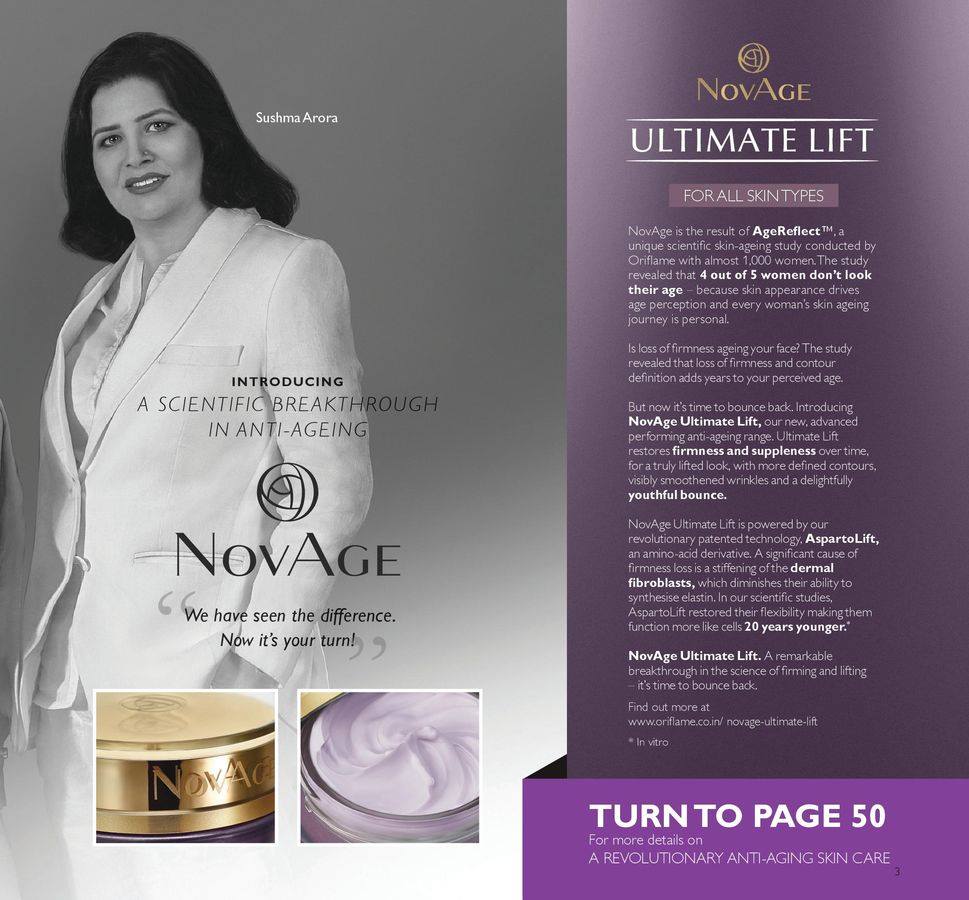 Sushma Arora
INTRODUCING
A SCIENTIFIC BREAKTHROUGH
IN ANTI-AGEING
NOVAGE
“We have seen the difference.
Now it’s your turn!”
NOVAGE
NOVAGE
ULTIMATE LIFT
FOR ALL SKIN TYPES
NovAge is the result of AgeReflect™, a
unique scientific skin-ageing study conducted by
Oriflame with almost 1,000 women. The study
revealed that 4 out of 5 women don’t look
their age – because skin appearance drives
age perception and every woman’s skin ageing
journey is personal.
Is loss of firmness ageing your face? The study
revealed that loss of firmness and contour
definition adds years to your perceived age.
But now it’s time to bounce back. Introducing
NovAge Ultimate Lift, our new, advanced
performing anti-ageing range. Ultimate Lift
restores firmness and suppleness over time,
for a truly lifted look, with more defined contours,
visibly smoothened wrinkles and a delightfully
youthful bounce.
NovAge Ultimate Lift is powered by our
revolutionary patented technology, AspartoLift,
an amino-acid derivative. A significant cause of
firmness loss is a stiffening of the dermal
fibroblasts, which diminishes their ability to
synthesise elastin. In our scientific studies,
AspartoLift restored their flexibility making them
function more like cells 20 years younger.*
NovAge Ultimate Lift. A remarkable
breakthrough in the science of firming and lifting
– it’s time to bounce back.
Find out more at
www.oriflame.co.in/ novage-ultimate-lift
* In vitro
TURN TO PAGE 50
For more details on
A REVOLUTIONARY ANTI-AGING SKIN CARE
3